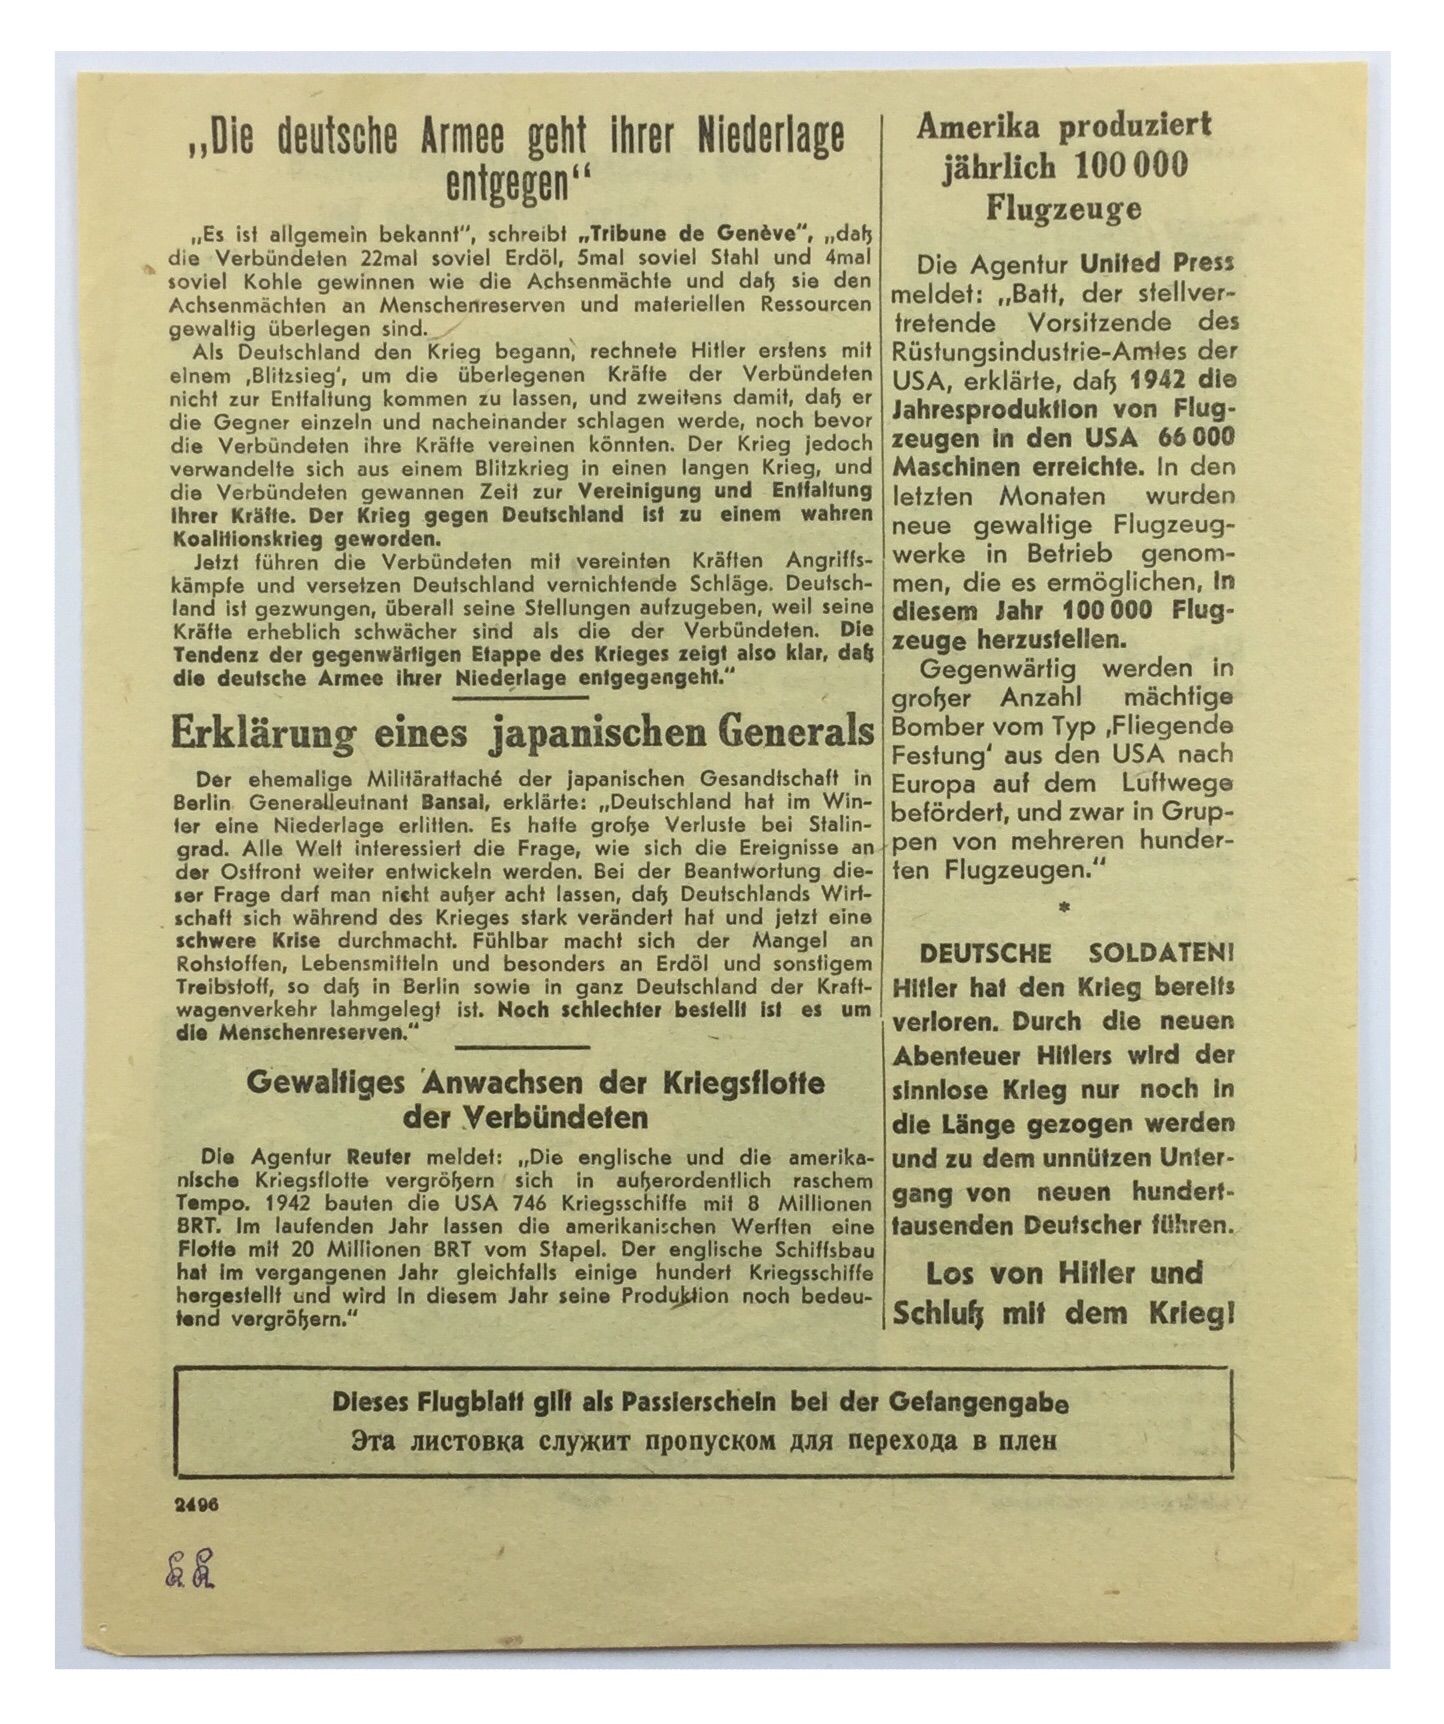 „Die deutsche Armee geht ihrer Niederlage
entgegen“
„Es ist allgemein bekannt“, schreibt „Tribune de Genève“, „daß
die Verbündeten 22mal soviel Erdöl, 5mal soviel Stahl und 4mal
soviel Kohle gewinnen wie die Achsenmächte und daß sie den
Achsenmächten an Menschenreserven und materiellen Ressourcen
gewaltig überlegen sind.
Als Deutschland den Krieg begann, rechnete Hitler erstens mit
einem ‚Blitzsieg‘, um die überlegenen Kräfte der Verbündeten
nicht zur Entfaltung kommen zu lassen, und zweitens damit, daß er
die Gegner einzeln und nacheinander schlagen werde, noch bevor
die Verbündeten ihre Kräfte vereinen könnten. Der Krieg jedoch
verwandelte sich aus einem Blitzkrieg in einen langen Krieg, und
die Verbündeten gewannen Zeit zur Vereinigung und Entfaltung
ihrer Kräfte. Der Krieg gegen Deutschland ist zu einem wahren
Koalitionskrieg geworden.
Jetzt führen die Verbündeten mit vereinten Kräften Angriffs-
kämpfe und versetzen Deutschland vernichtende Schläge. Deutsch-
land ist gezwungen, überall seine Stellungen aufzugeben, weil seine
Kräfte erheblich schwächer sind als die der Verbündeten. Die
Tendenz der gegenwärtigen Etappe des Krieges zeigt also klar, daß
die deutsche Armee ihrer Niederlage entgegengeht.“
Erklärung eines japanischen Generals
Der ehemalige Militärattaché der japanischen Gesandtschaft in
Berlin Generalleutnant Bansai, erklärte: „Deutschland hat im Win-
ter eine Niederlage erlitten. Es hatte große Verluste bei Stalin-
grad. Alle Welt interessiert die Frage, wie sich die Ereignisse an
der Ostfront weiter entwickeln werden. Bei der Beantwortung die-
ser Frage darf man nicht außer acht lassen, daß Deutschlands Wirt-
schaft sich während des Krieges stark verändert hat und jetzt eine
schwere Krise durchmacht. Fühlbar macht sich der Mangel an
Rohstoffen, Lebensmitteln und besonders an Erdöl und sonstigem
Treibstoff, so daß in Berlin sowie in ganz Deutschland der Kraft-
wagenverkehr lahmgelegt ist. Noch schlechter bestellt ist es um
die Menschenreserven.“
Gewaltiges Anwachsen der Kriegsflotte
der Verbündeten
Die Agentur Reuter meldet: „Die englische und die amerika-
nische Kriegsflotte vergrößern sich in außerordentlich raschem
Tempo. 1942 bauten die USA 746 Kriegsschiffe mit 8 Millionen
BRT. Im laufenden Jahr lassen die amerikanischen Werften eine
Flotte mit 20 Millionen BRT vom Stapel. Der englische Schiffsbau
hat im vergangenen Jahr gleichfalls einige hundert Kriegsschiffe
hergestellt und wird in diesem Jahr seine Produktion noch bedeu-
tend vergrößern.“
Amerika produziert
jährlich 100 000
Flugzeuge
Die Agentur United Press
meldet: „Batt, der stellver-
tretende Vorsitzende des
Rüstungsindustrie-Amtes der
USA, erklärte, daß 1942 die
Jahresproduktion von Flug-
zeugen in den USA 66 000
Maschinen erreichte. In den
letzten Monaten wurden
neue gewaltige Flugzeug-
werke in Betrieb genom-
men, die es ermöglichen, in
diesem Jahr 100 000 Flug-
zeuge herzustellen.
Gegenwärtig werden in
großer Anzahl mächtige
Bomber vom Typ ‚Fliegende
Festung‘ aus den USA nach
Europa auf dem Luftwege
befördert, und zwar in Grup-
pen von mehreren hunder-
ten Flugzeugen.“
*
DEUTSCHE SOLDATEN!
Hitler hat den Krieg bereits
verloren. Durch die neuen
Abenteuer Hitlers wird der
sinnlose Krieg nur noch in
die Länge gezogen werden
und zu dem unnützen Unter-
gang von neuen hundert-
tausenden Deutscher führen.
Los von Hitler und
Schluß mit dem Krieg!
Dieses Flugblatt gilt als Passierschein bei der Gefangengabe
Эта листовка служит пропуском для перехода в плен
2496